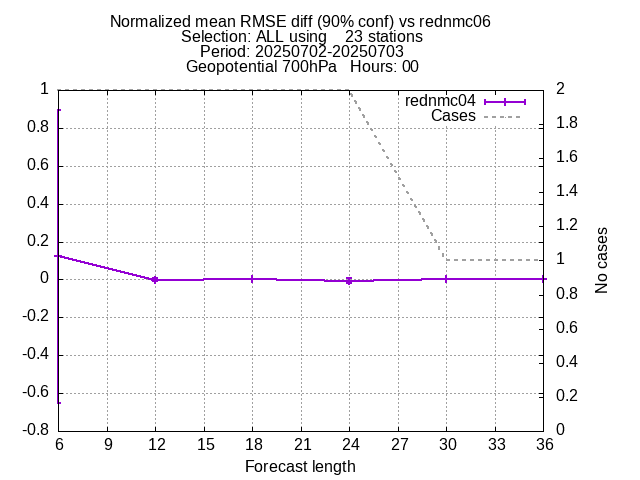 Normalized mean RMSE diff (90% conf) vs rednmc06
Selection: ALL using    23 stations
Period: 20250702-20250703
Geopotential 700hPa   Hours: 00
rednmc04
Cases
1
0.8
0.6
0.4
0.2
0
-0.2
-0.4
-0.6
-0.8
2
1.8
1.6
1.4
1.2
1
0.8
0.6
0.4
0.2
0
No cases
6 9 12 15 18 21 24 27 30 33 36
Forecast length